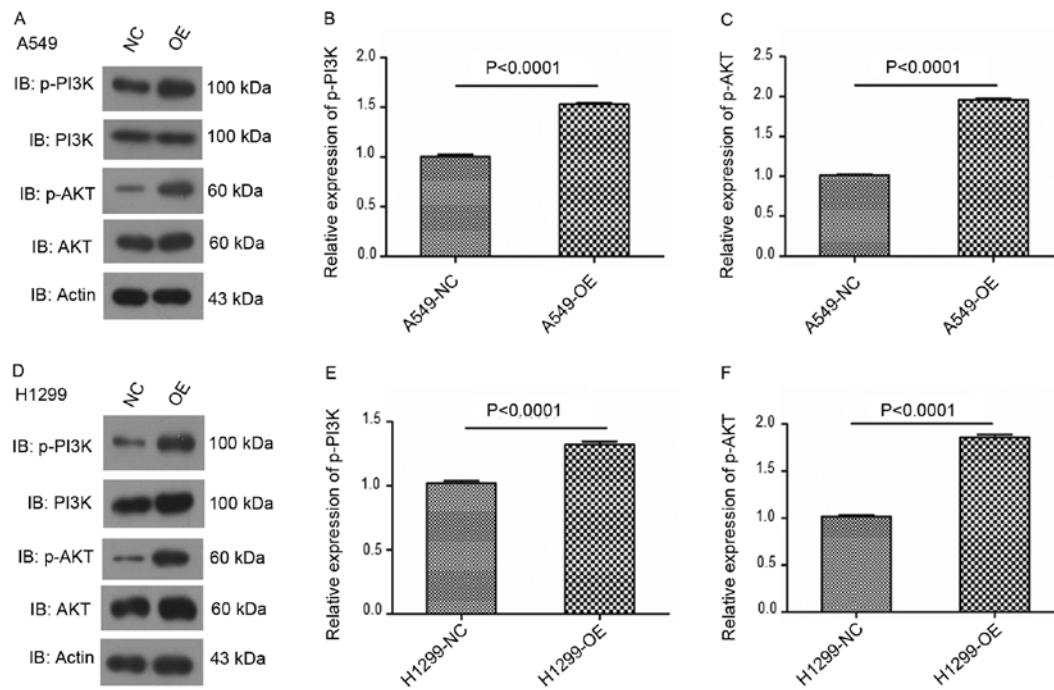 A
A549
NC OE
IB: p-PI3K 100 kDa
IB: PI3K 100 kDa
IB: p-AKT 60 kDa
IB: AKT 60 kDa
IB: Actin 43 kDa
B
P<0.0001
Relative expression of p-PI3K
2.0
1.5
1.0
0.5
0.0
A549-NC A549-OE
C
P<0.0001
Relative expression of p-AKT
2.5
2.0
1.5
1.0
0.5
0.0
A549-NC A549-OE
D
H1299
NC OE
IB: p-PI3K 100 kDa
IB: PI3K 100 kDa
IB: p-AKT 60 kDa
IB: AKT 60 kDa
IB: Actin 43 kDa
E
P<0.0001
Relative expression of p-PI3K
1.5
1.0
0.5
0.0
H1299-NC H1299-OE
F
P<0.0001
Relative expression of p-AKT
2.0
1.5
1.0
0.5
0.0
H1299-NC H1299-OE